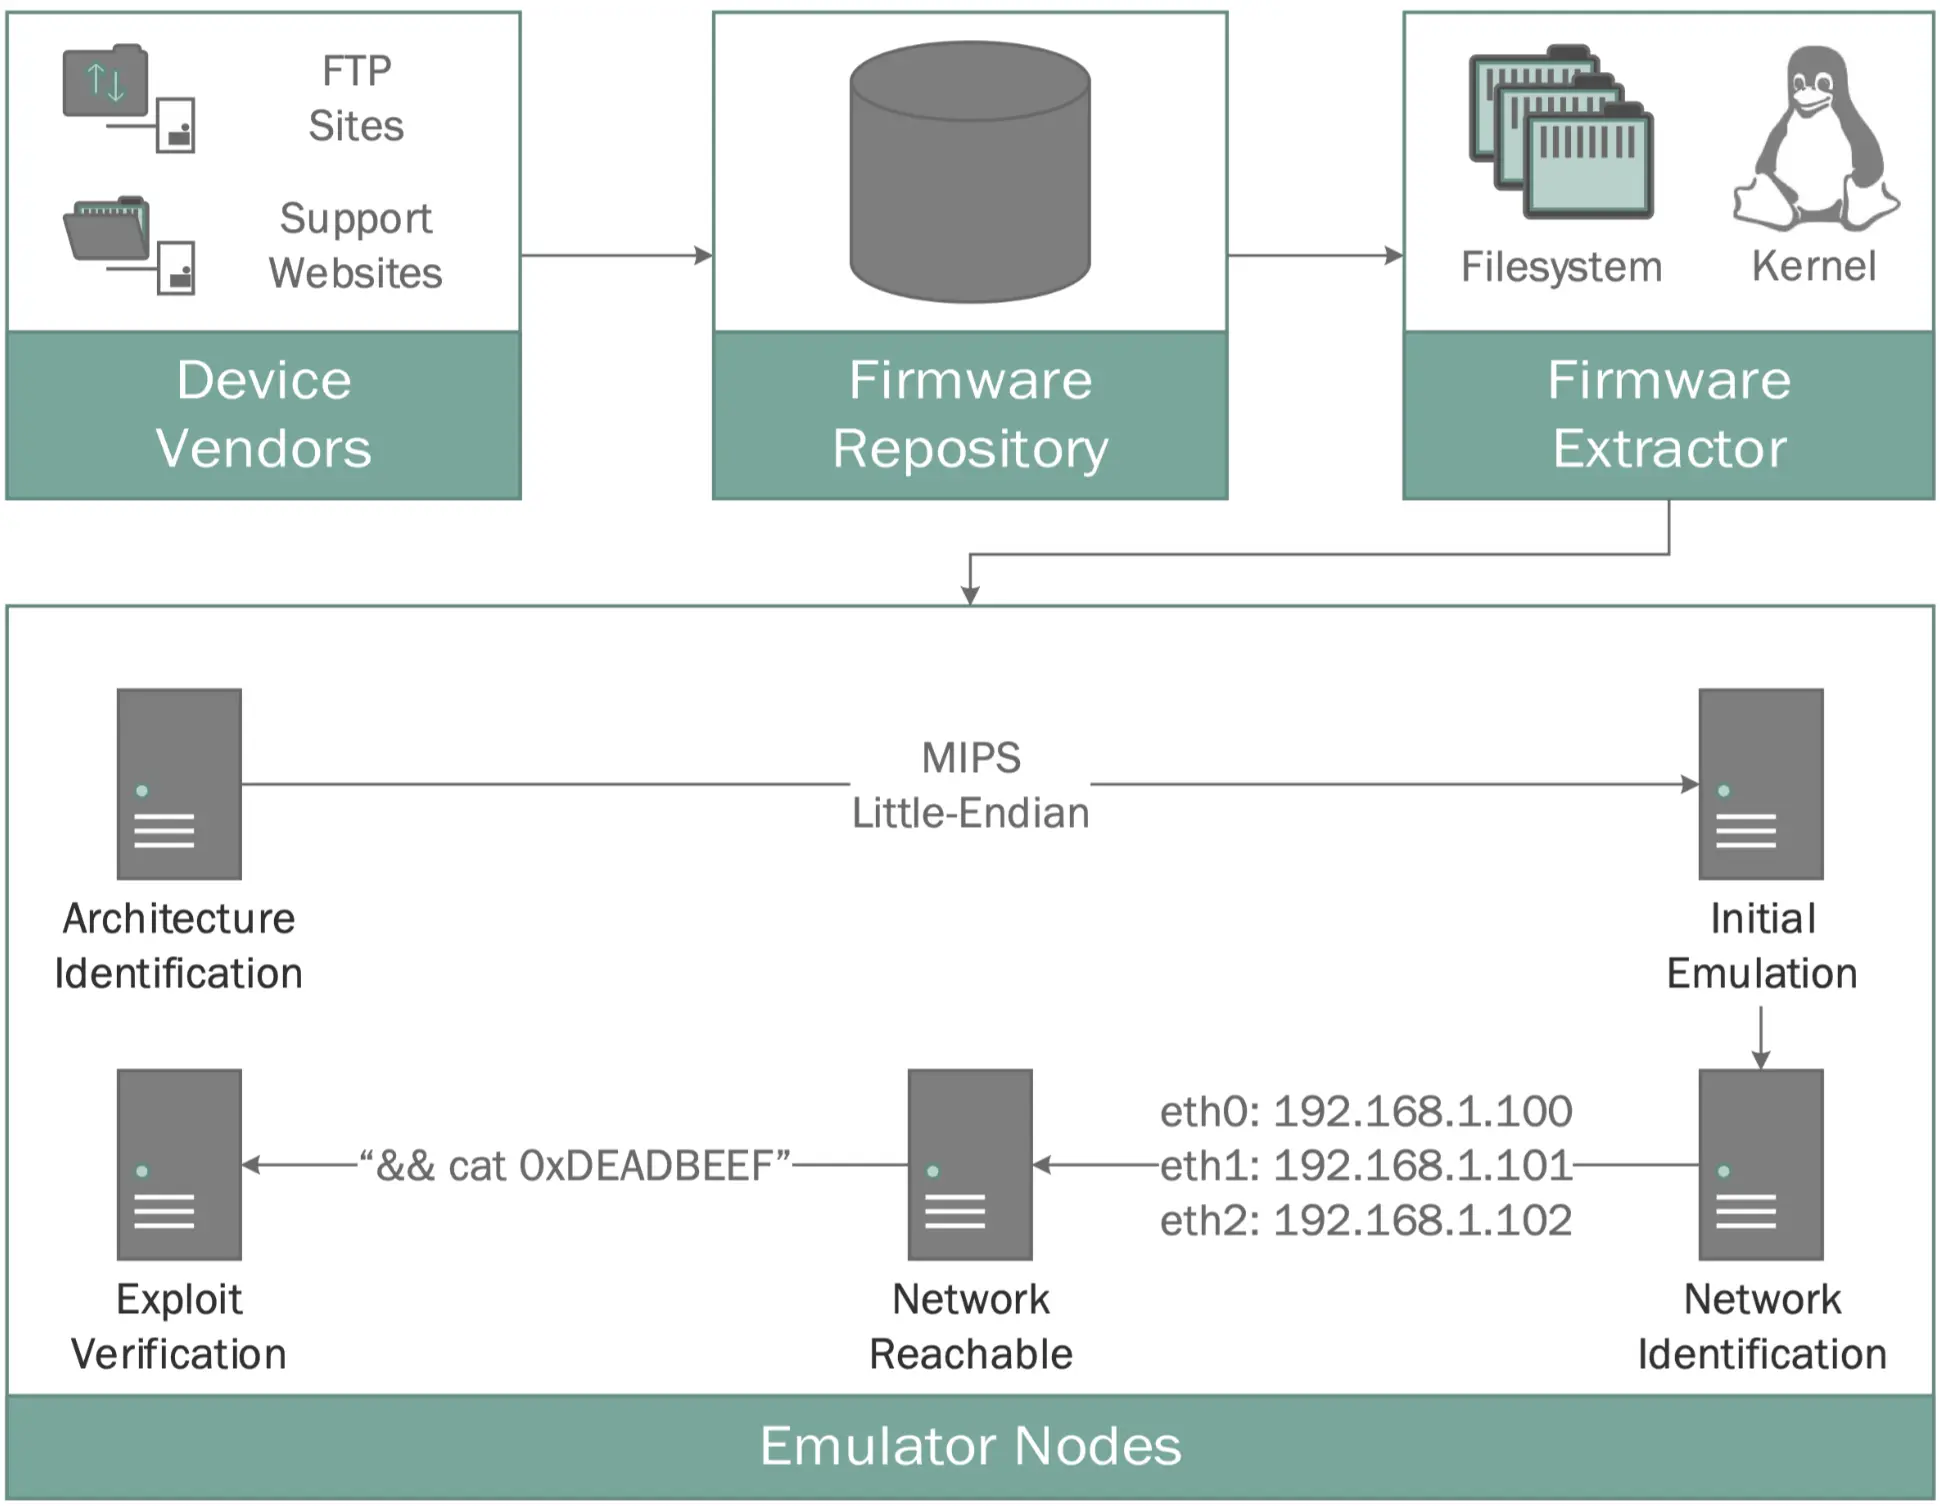 FTP
Sites
Support
Websites
Device
Vendors
Firmware
Repository
Filesystem
Kernel
Firmware
Extractor
MIPS
Little-Endian
Architecture
Identification
Initial
Emulation
eth0: 192.168.1.100
eth1: 192.168.1.101
eth2: 192.168.1.102
“&& cat 0xDEADBEEF”
Exploit
Verification
Network
Reachable
Network
Identification
Emulator Nodes